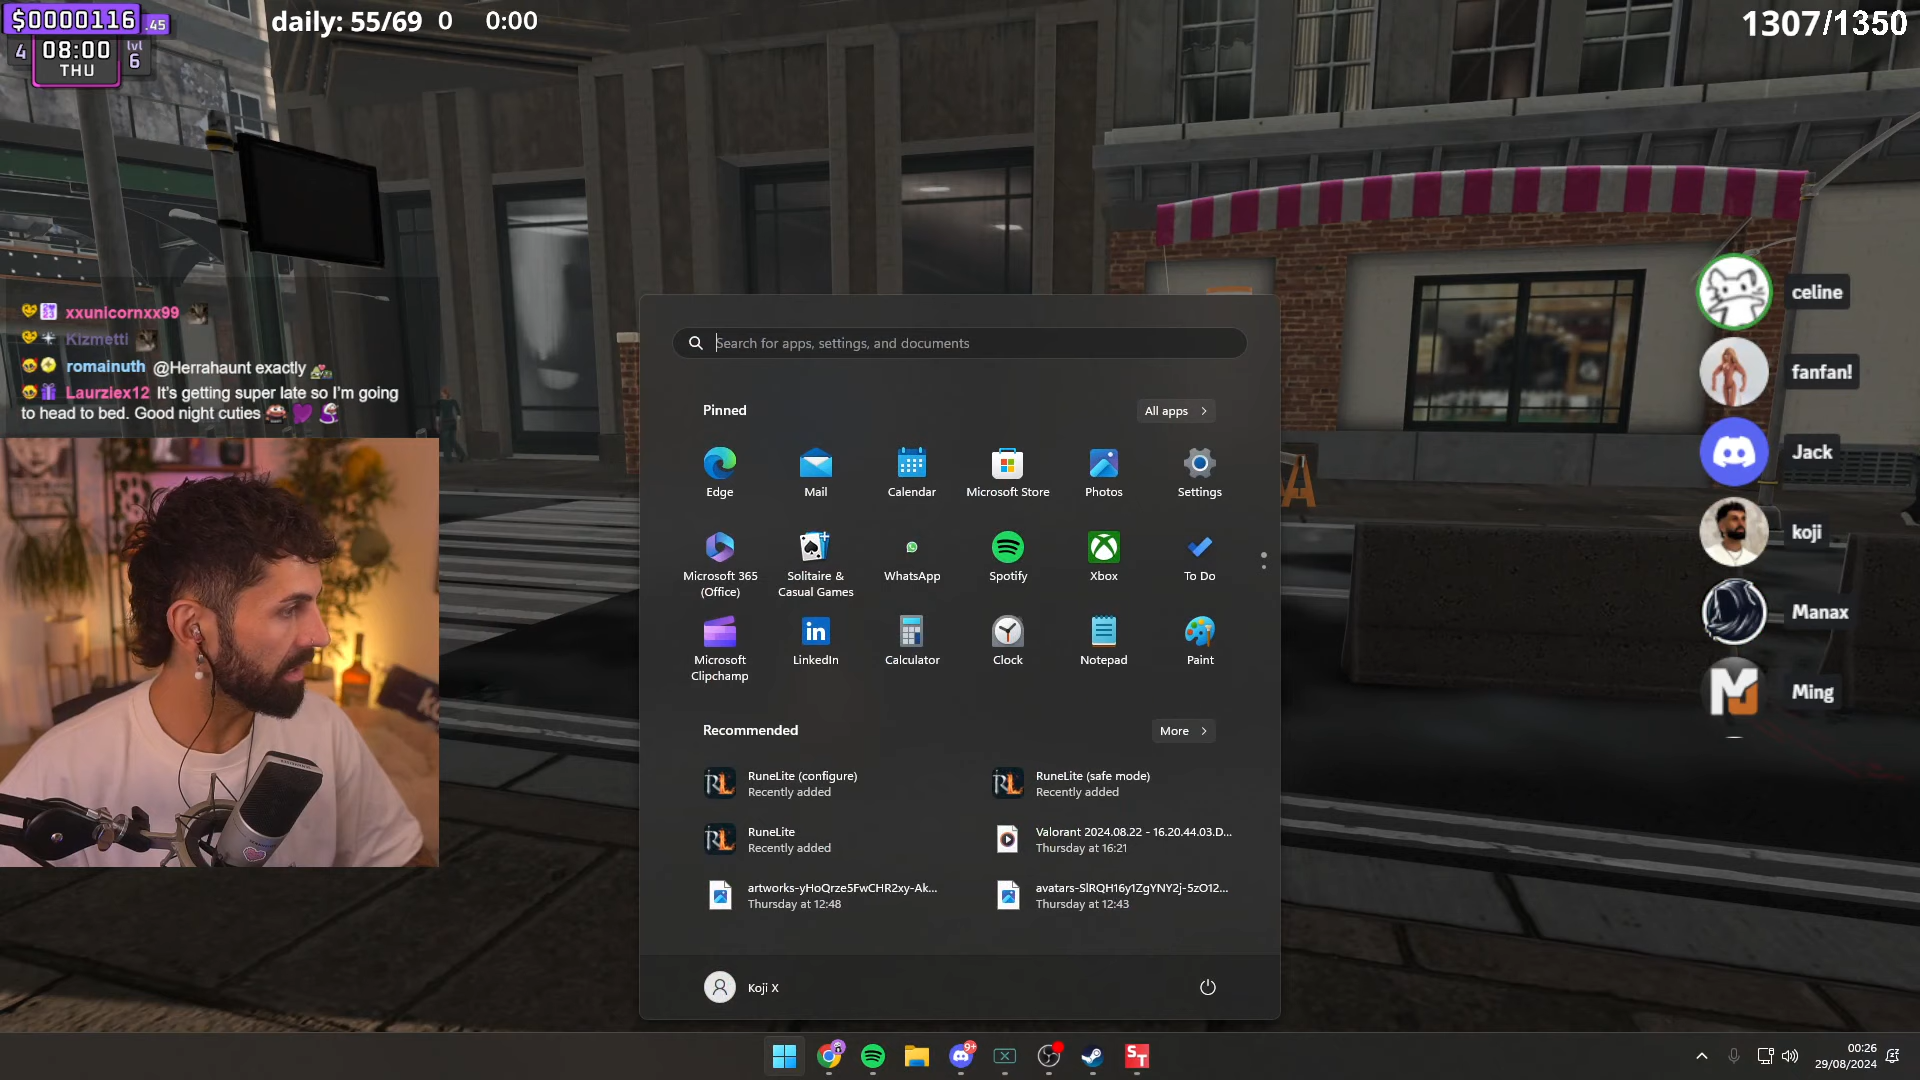 $0000116.45
4
08:00
THU
lvl
6
daily: 55/69 0 0:00
1307/1350
xxunicornxx99
Kizmetti
romainuth @Herrahaunt exactly
Laurziex12 It's getting super late so I'm going
to head to bed. Good night cuties
Search for apps, settings, and documents
Pinned
All apps
Edge
Mail
Calendar
Microsoft Store
Photos
Settings
Microsoft 365
(Office)
Solitaire &
Casual Games
WhatsApp
Spotify
Xbox
To Do
Microsoft
Clipchamp
LinkedIn
Calculator
Clock
Notepad
Paint
Recommended
More
RuneLite (configure)
Recently added
RuneLite (safe mode)
Recently added
RuneLite
Recently added
Valorant 2024.08.22 - 16.20.44.03.D...
Thursday at 16:21
artworks-yHoQrze5FwCHR2xy-Ak...
Thursday at 12:48
avatars-SlRQH16y1ZgYNY2j-5zO12...
Thursday at 12:43
Koji X
celine
fanfan!
Jack
koji
Manax
Ming
9+
ST
00:26
29/08/2024